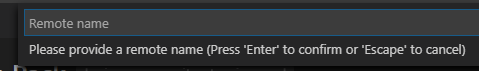 Remote name
Please provide a remote name (Press 'Enter' to confirm or 'Escape' to cancel)